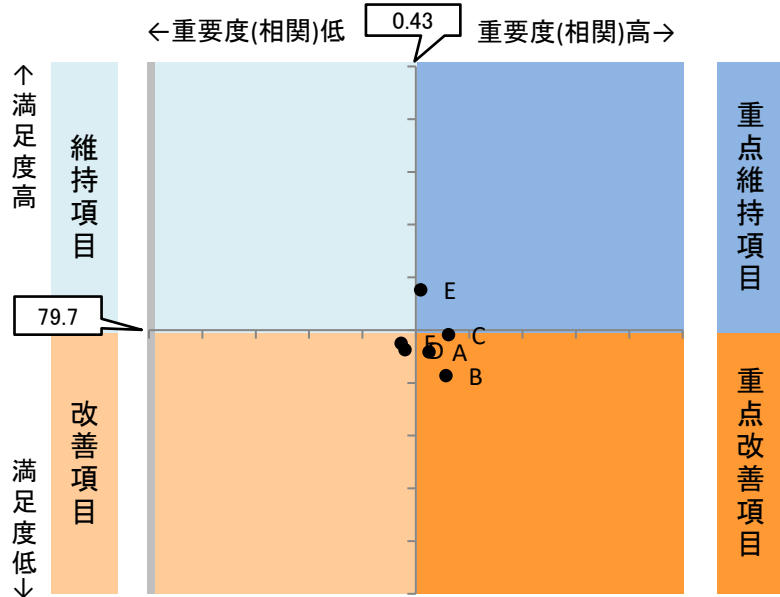 0.43
←重要度(相関)低
重要度(相関)高→
↑満足度高
維持項目
重点維持項目
E
79.7
C
F
D
A
B
改善項目
重点改善項目
満足度低↓